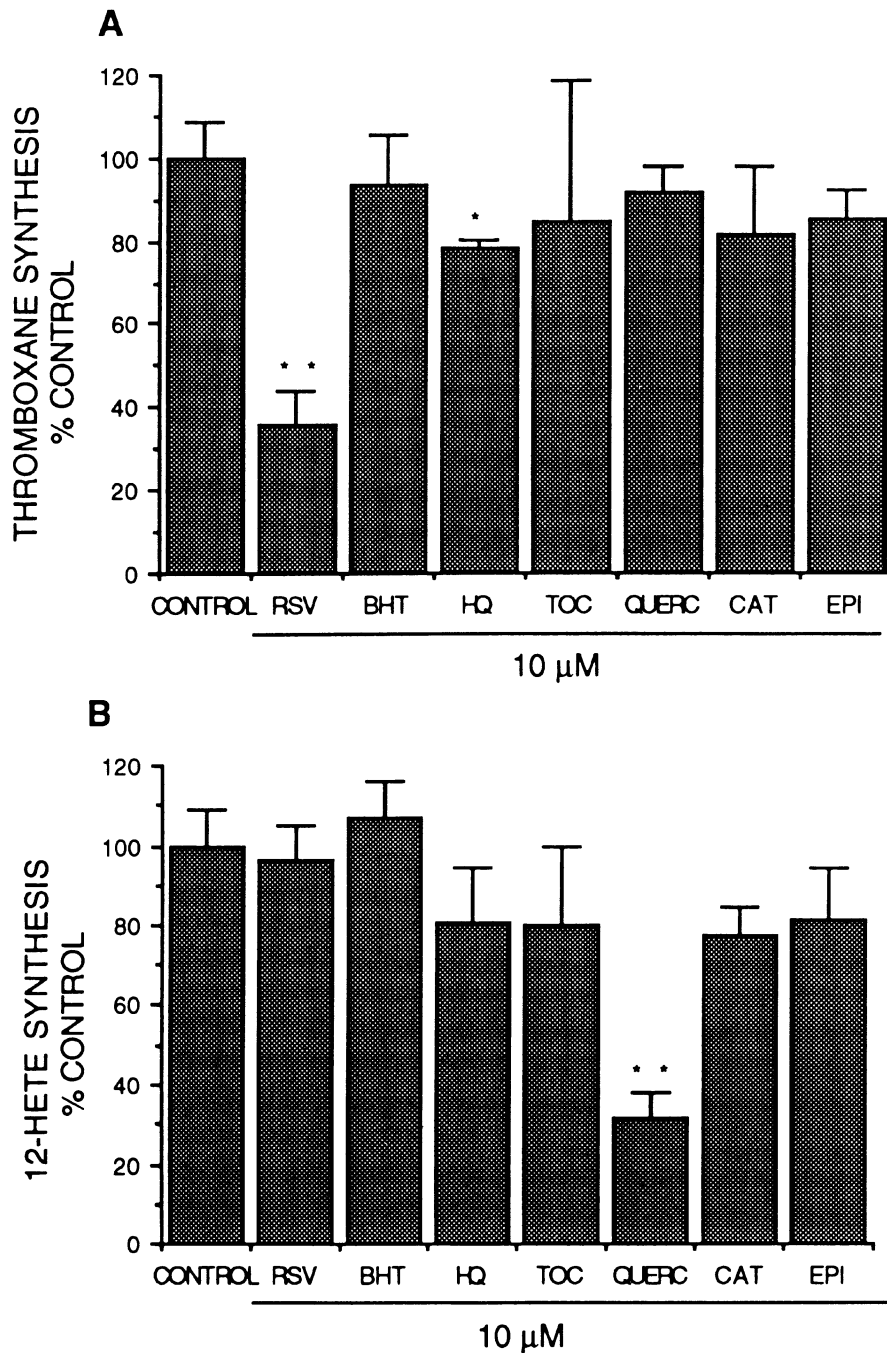 A
THROMBOXANE SYNTHESIS
% CONTROL
120
100
80
60
40
20
0
* *
*
CONTROL RSV BHT HQ TOC QUERC CAT EPI
10 µM
B
12-HETE SYNTHESIS
% CONTROL
120
100
80
60
40
20
0
* *
CONTROL RSV BHT HQ TOC QUERC CAT EPI
10 µM